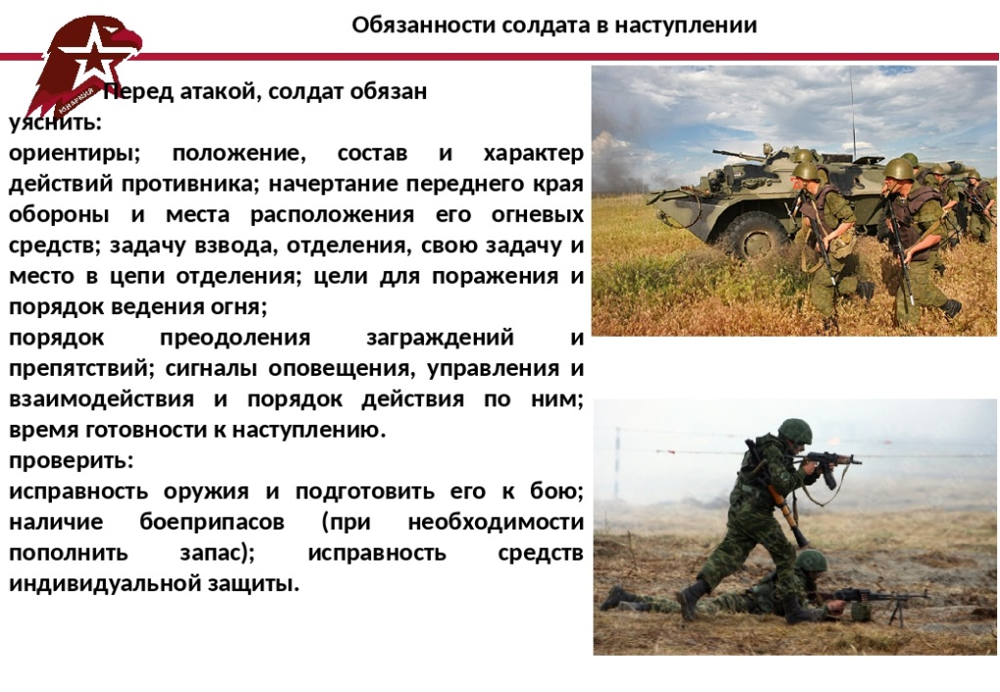 Обязанности солдата в наступлении
ЮНАРМИЯ
Перед атакой, солдат обязан
уяснить:
ориентиры; положение, состав и характер
действий противника; начертание переднего края
обороны и места расположения его огневых
средств; задачу взвода, отделения, свою задачу и
место в цепи отделения; цели для поражения и
порядок ведения огня;
порядок преодоления заграждений и
препятствий; сигналы оповещения, управления и
взаимодействия и порядок действия по ним;
время готовности к наступлению.
проверить:
исправность оружия и подготовить его к бою;
наличие боеприпасов (при необходимости
пополнить запас); исправность средств
индивидуальной защиты.